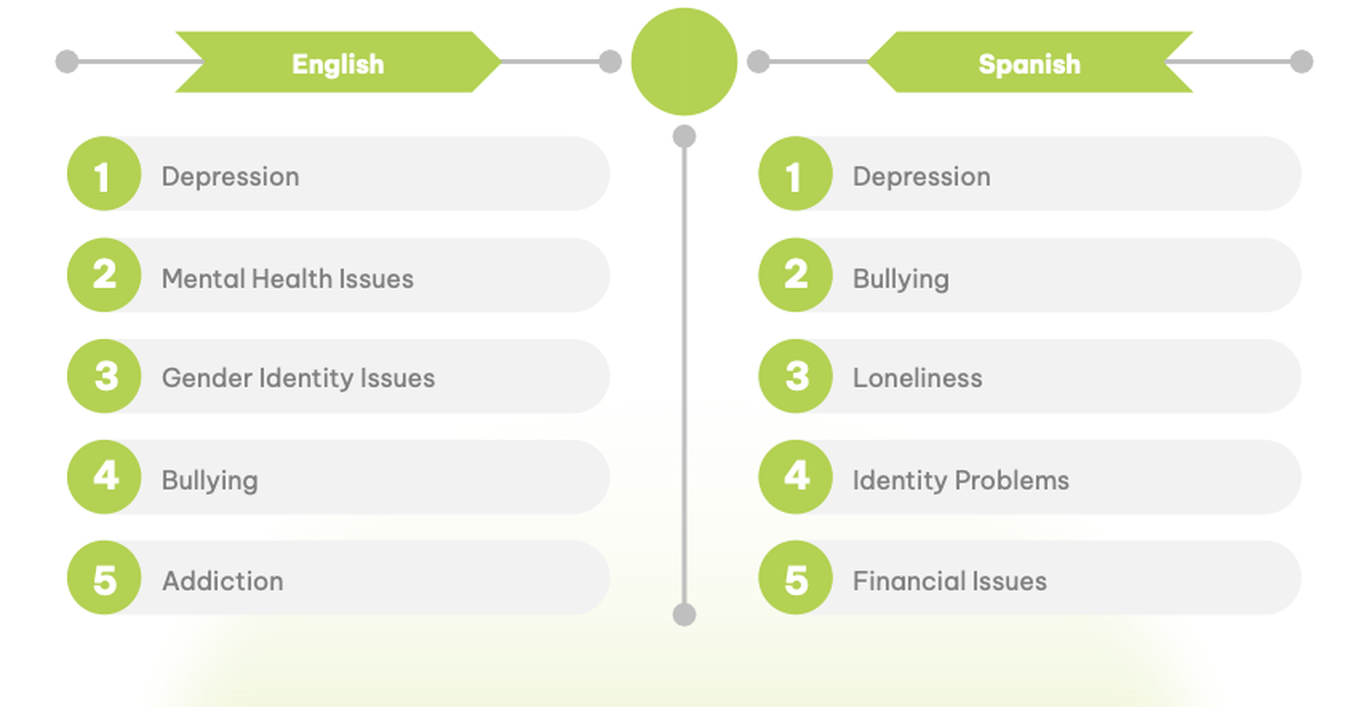 English
1 Depression
2 Mental Health Issues
3 Gender Identity Issues
4 Bullying
5 Addiction
Spanish
1 Depression
2 Bullying
3 Loneliness
4 Identity Problems
5 Financial Issues